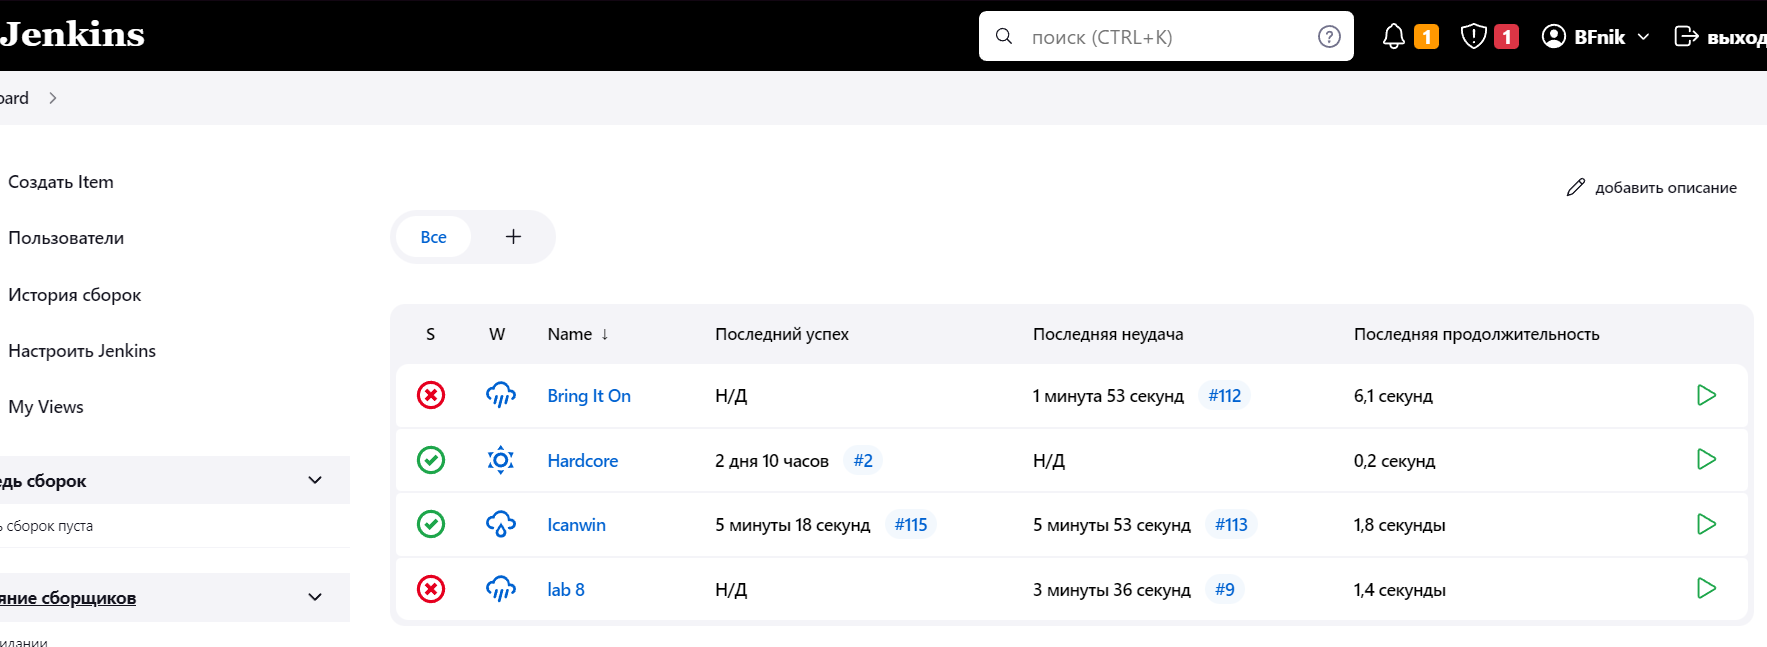 Jenkins
поиск (CTRL+K)
1
1
BFnik
выход
oard
Создать Item
добавить описание
Пользователи
Все
История сборок
S W Name ↓ Последний успех Последняя неудача Последняя продолжительность
Настроить Jenkins
Bring It On Н/Д 1 минута 53 секунд #112 6,1 секунд
My Views
Hardcore 2 дня 10 часов #2 Н/Д 0,2 секунд
едь сборок
ь сборок пуста
Icanwin 5 минуты 18 секунд #115 5 минуты 53 секунд #113 1,8 секунды
яние сборщиков
lab 8 Н/Д 3 минуты 36 секунд #9 1,4 секунды
идании